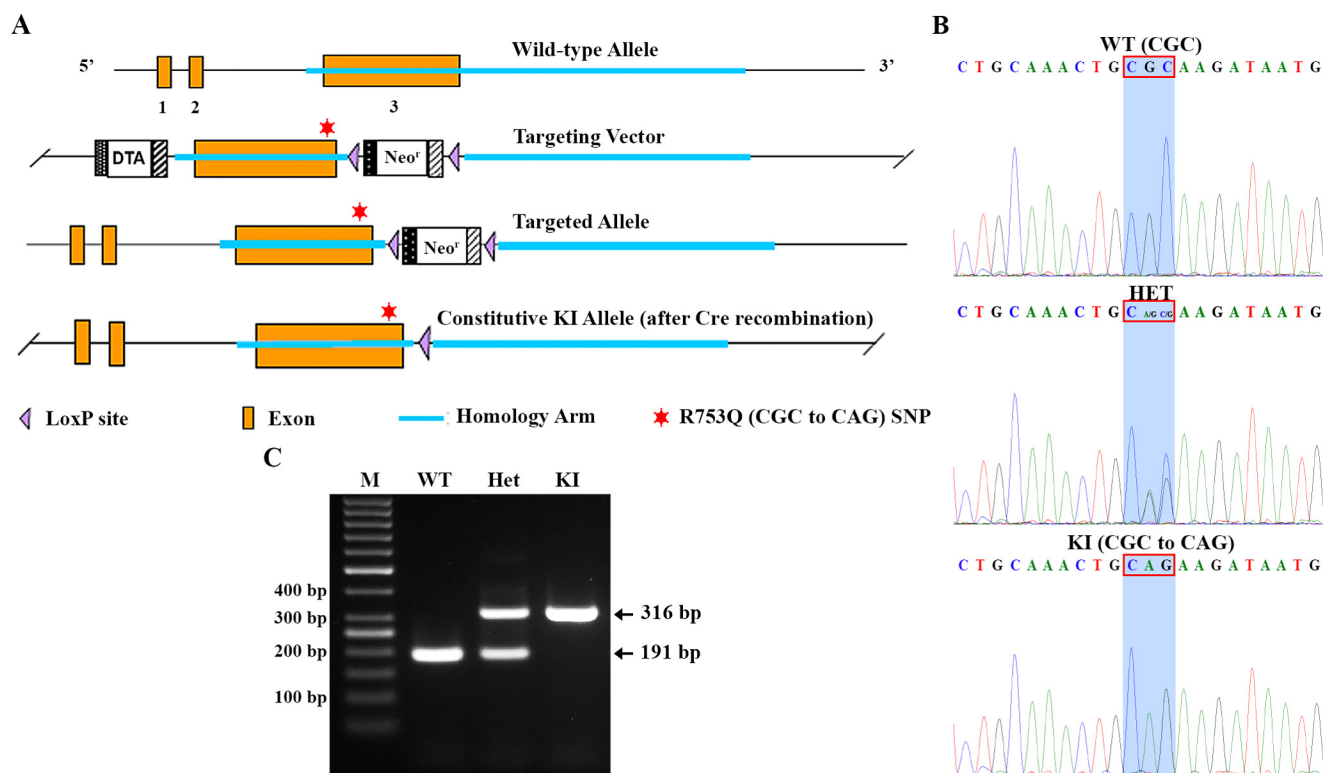 A
Wild-type Allele
5’
3’
1
2
3
Targeting Vector
DTA
Neoʳ
Targeted Allele
Neoʳ
Constitutive KI Allele (after Cre recombination)
LoxP site
Exon
Homology Arm
R753Q (CGC to CAG) SNP
B
WT (CGC)
C T G C A A A C T G C G C A A G A T A A T G
HET
C T G C A A A C T G C A/G C/G A A G A T A A T G
KI (CGC to CAG)
C T G C A A A C T G C A G A A G A T A A T G
C
M WT Het KI
400 bp
300 bp
200 bp
100 bp
316 bp
191 bp